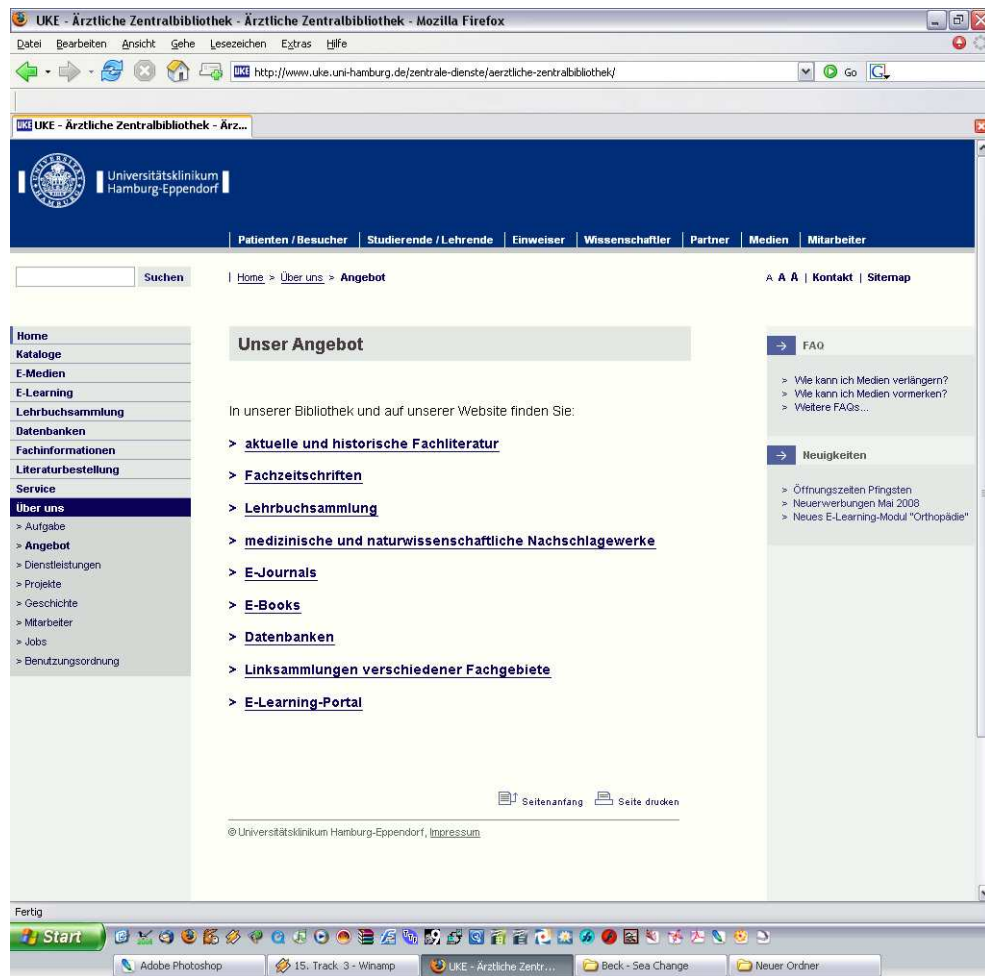 UKE - Ärztliche Zentralbibliothek - Ärztliche Zentralbibliothek - Mozilla Firefox
Datei Bearbeiten Ansicht Gehe Lesezeichen Extras Hilfe
UKE http://www.uke.uni-hamburg.de/zentrale-dienste/aerztliche-zentralbibliothek/ Go G
UKE UKE - Ärztliche Zentralbibliothek - Ärz...
Universitätsklinikum
Hamburg-Eppendorf
Patienten / Besucher | Studierende / Lehrende | Einweiser | Wissenschaftler | Partner | Medien | Mitarbeiter
Suchen
| Home > Über uns > Angebot
A A A | Kontakt | Sitemap
Home
Kataloge
E-Medien
E-Learning
Lehrbuchsammlung
Datenbanken
Fachinformationen
Literaturbestellung
Service
Über uns
> Aufgabe
> Angebot
> Dienstleistungen
> Projekte
> Geschichte
> Mitarbeiter
> Jobs
> Benutzungsordnung
Unser Angebot
In unserer Bibliothek und auf unserer Website finden Sie:
> aktuelle und historische Fachliteratur
> Fachzeitschriften
> Lehrbuchsammlung
> medizinische und naturwissenschaftliche Nachschlagewerke
> E-Journals
> E-Books
> Datenbanken
> Linksammlungen verschiedener Fachgebiete
> E-Learning-Portal
Seitenanfang Seite drucken
© Universitätsklinikum Hamburg-Eppendorf, Impressum
FAQ
> Wie kann ich Medien verlängern?
> Wie kann ich Medien vormerken?
> Weitere FAQs...
Neuigkeiten
> Öffnungszeiten Pfingsten
> Neuerwerbungen Mai 2008
> Neues E-Learning-Modul "Orthopädie"
Fertig
Start
Adobe Photoshop
15. Track 3 - Winamp
UKE - Ärztliche Zentr...
Beck - Sea Change
Neuer Ordner